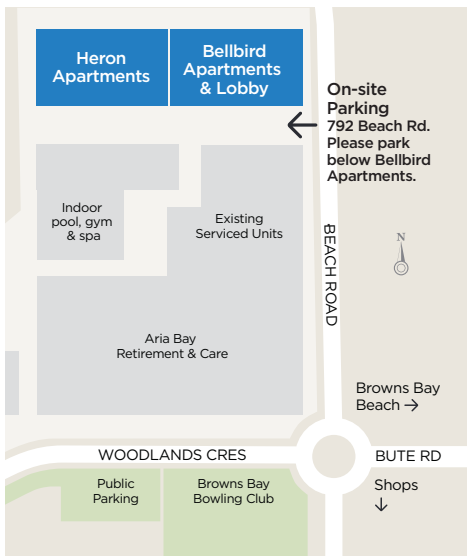 Heron
Apartments
Bellbird
Apartments
& Lobby
On-site
Parking
792 Beach Rd.
Please park
below Bellbird
Apartments.
Indoor
pool, gym
& spa
Existing
Serviced Units
BEACH ROAD
N
Aria Bay
Retirement & Care
Browns Bay
Beach →
WOODLANDS CRES
BUTE RD
Public
Parking
Browns Bay
Bowling Club
Shops
↓